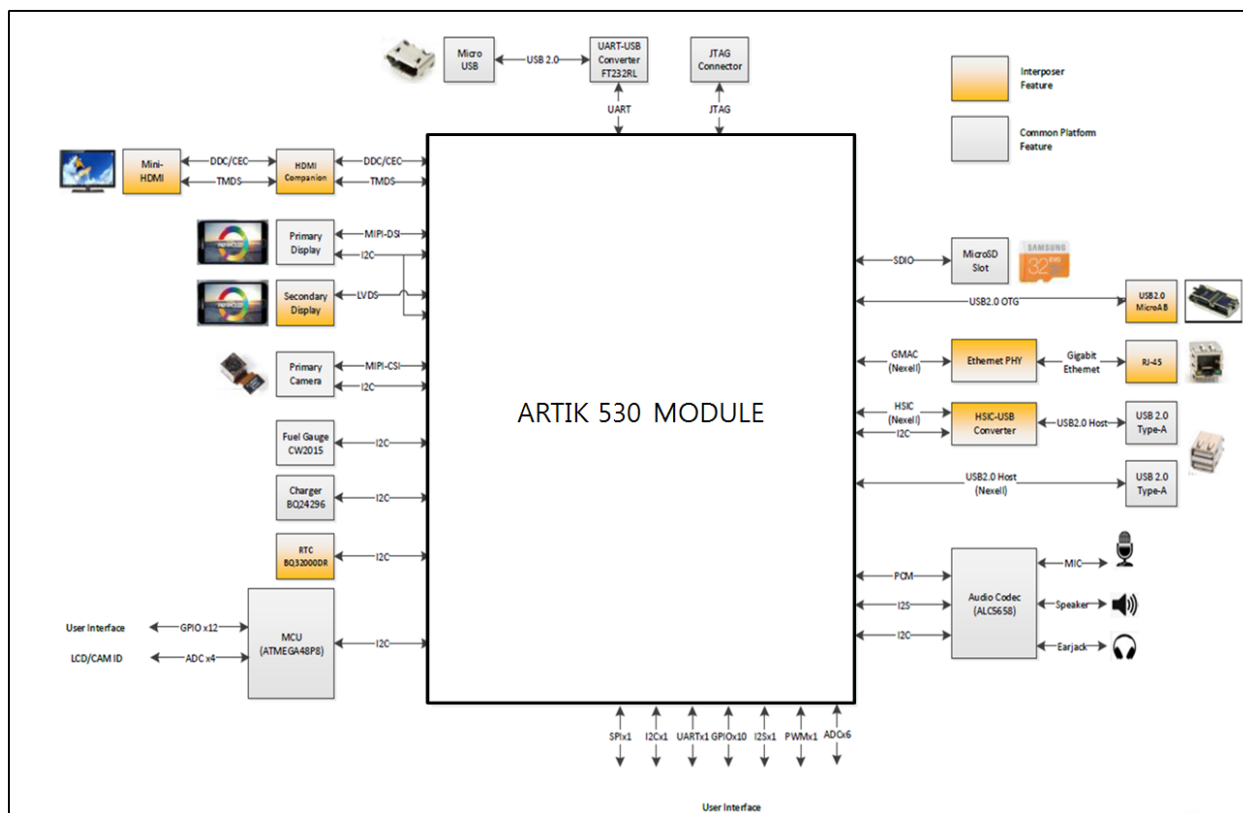 Micro
USB
USB 2.0
UART-USB
Converter
FT232RL
JTAG
Connector
UART
JTAG
Interposer
Feature
Common Platform
Feature
Mini-
HDMI
DDC/CEC
TMDS
HDMI
Companion
DDC/CEC
TMDS
Primary
Display
MIPI-DSI
I2C
Secondary
Display
LVDS
Primary
Camera
MIPI-CSI
I2C
Fuel Gauge
CW2015
I2C
Charger
BQ24296
I2C
RTC
BQ32000DR
I2C
User Interface
GPIO x12
LCD/CAM ID
ADC x4
MCU
(ATMEGA48P8)
I2C
ARTIK 530 MODULE
SDIO
MicroSD
Slot
SAMSUNG
32 EVO
USB2.0 OTG
USB2.0
MicroAB
GMAC
(Nexell)
Ethernet PHY
Gigabit
Ethernet
RJ-45
HSIC
(Nexell)
I2C
HSIC-USB
Converter
USB2.0 Host
USB 2.0
Type-A
USB2.0 Host
(Nexell)
USB 2.0
Type-A
PCM
I2S
I2C
Audio Codec
(ALC5658)
MIC
Speaker
Earjack
SPIx1
I2Cx1
UARTx1
GPIOx10
I2Sx1
PWMx1
ADCx6
User Interface